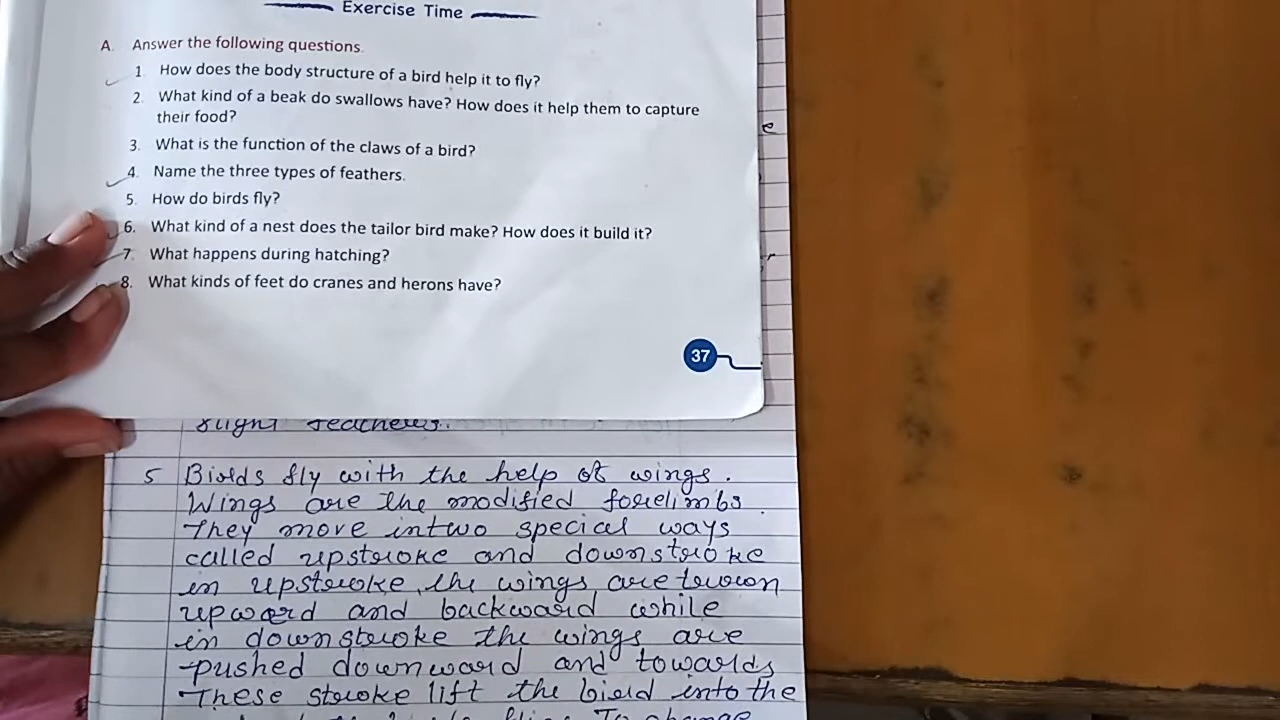 Exercise Time
A. Answer the following questions.
1. How does the body structure of a bird help it to fly?
2. What kind of a beak do swallows have? How does it help them to capture
their food?
3. What is the function of the claws of a bird?
4. Name the three types of feathers.
5. How do birds fly?
6. What kind of a nest does the tailor bird make? How does it build it?
7. What happens during hatching?
8. What kinds of feet do cranes and herons have?
37
5 Birds fly with the help of wings.
Wings are the modified forelimbs.
They move in two special ways
called upstroke and downstroke
in upstroke, the wings are
upword and backward while
in downstroke the wings are
pushed downward and towards
These stroke lift the bird into the